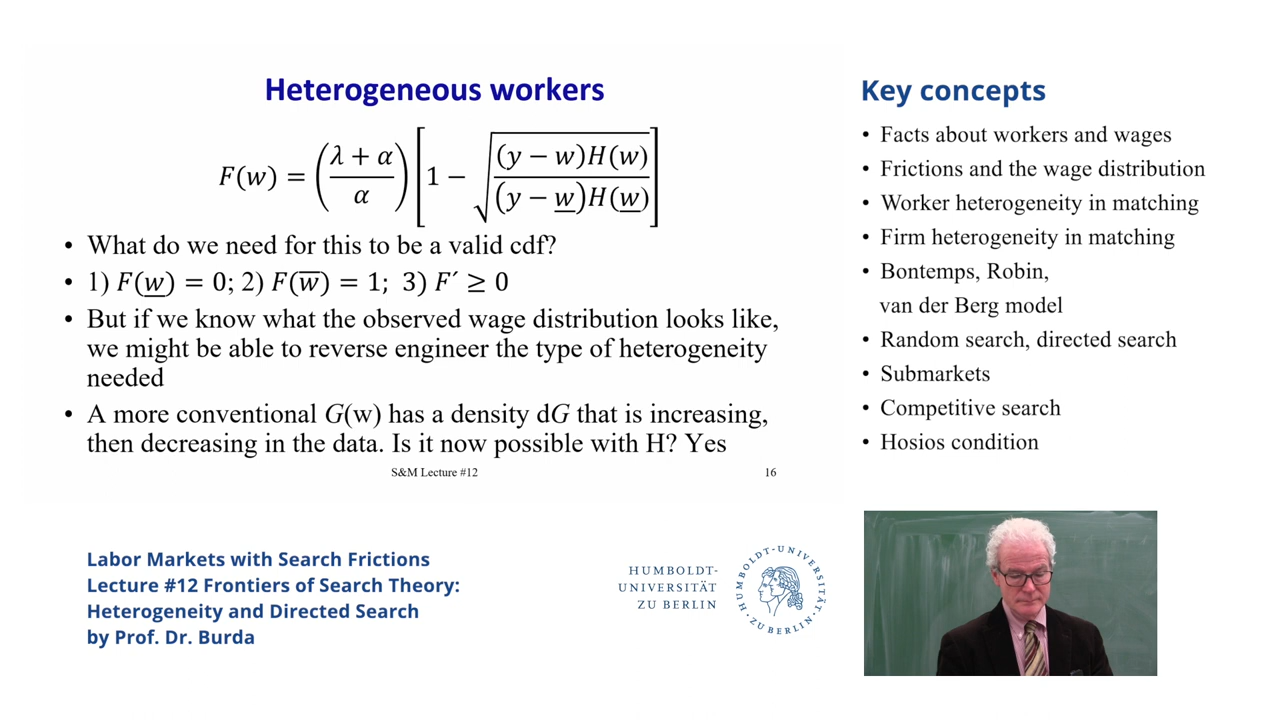 Heterogeneous workers
F(w) = ((λ + α)/α) [1 − √((y − w)H(w)/((y − w̲)H(w̲)))]
• What do we need for this to be a valid cdf?
• 1) F(w̲) = 0; 2) F(w̅) = 1; 3) F´ ≥ 0
• But if we know what the observed wage distribution looks like,
we might be able to reverse engineer the type of heterogeneity
needed
• A more conventional G(w) has a density dG that is increasing,
then decreasing in the data. Is it now possible with H? Yes
S&M Lecture #12
16
Key concepts
• Facts about workers and wages
• Frictions and the wage distribution
• Worker heterogeneity in matching
• Firm heterogeneity in matching
• Bontemps, Robin,
van der Berg model
• Random search, directed search
• Submarkets
• Competitive search
• Hosios condition
Labor Markets with Search Frictions
Lecture #12 Frontiers of Search Theory:
Heterogeneity and Directed Search
by Prof. Dr. Burda
HUMBOLDT-
UNIVERSITÄT
ZU BERLIN
HUMBOLDT-UNIVERSITÄT
ZU BERLIN